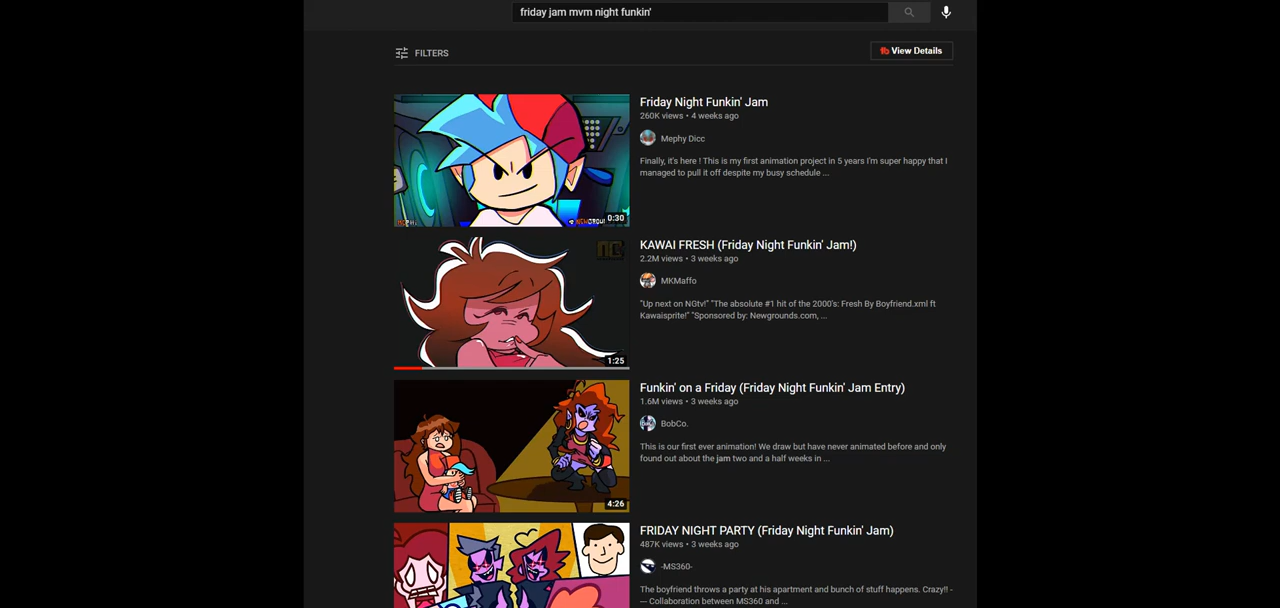 friday jam mvm night funkin'
FILTERS
View Details
Friday Night Funkin' Jam
260K views • 4 weeks ago
Mephy Dicc
Finally, it's here ! This is my first animation project in 5 years I'm super happy that I
managed to pull it off despite my busy schedule ...
0:30
KAWAI FRESH (Friday Night Funkin' Jam!)
2.2M views • 3 weeks ago
MKMaffo
"Up next on NGtv!" "The absolute #1 hit of the 2000's: Fresh By Boyfriend.xml ft
Kawaisprite!" "Sponsored by: Newgrounds.com, ...
1:25
Funkin' on a Friday (Friday Night Funkin' Jam Entry)
1.6M views • 3 weeks ago
BobCo.
This is our first ever animation! We draw but have never animated before and only
found out about the jam two and a half weeks in ...
4:26
FRIDAY NIGHT PARTY (Friday Night Funkin' Jam)
487K views • 3 weeks ago
-MS360-
The boyfriend throws a party at his apartment and bunch of stuff happens. Crazy!! -
— Collaboration between MS360 and ...